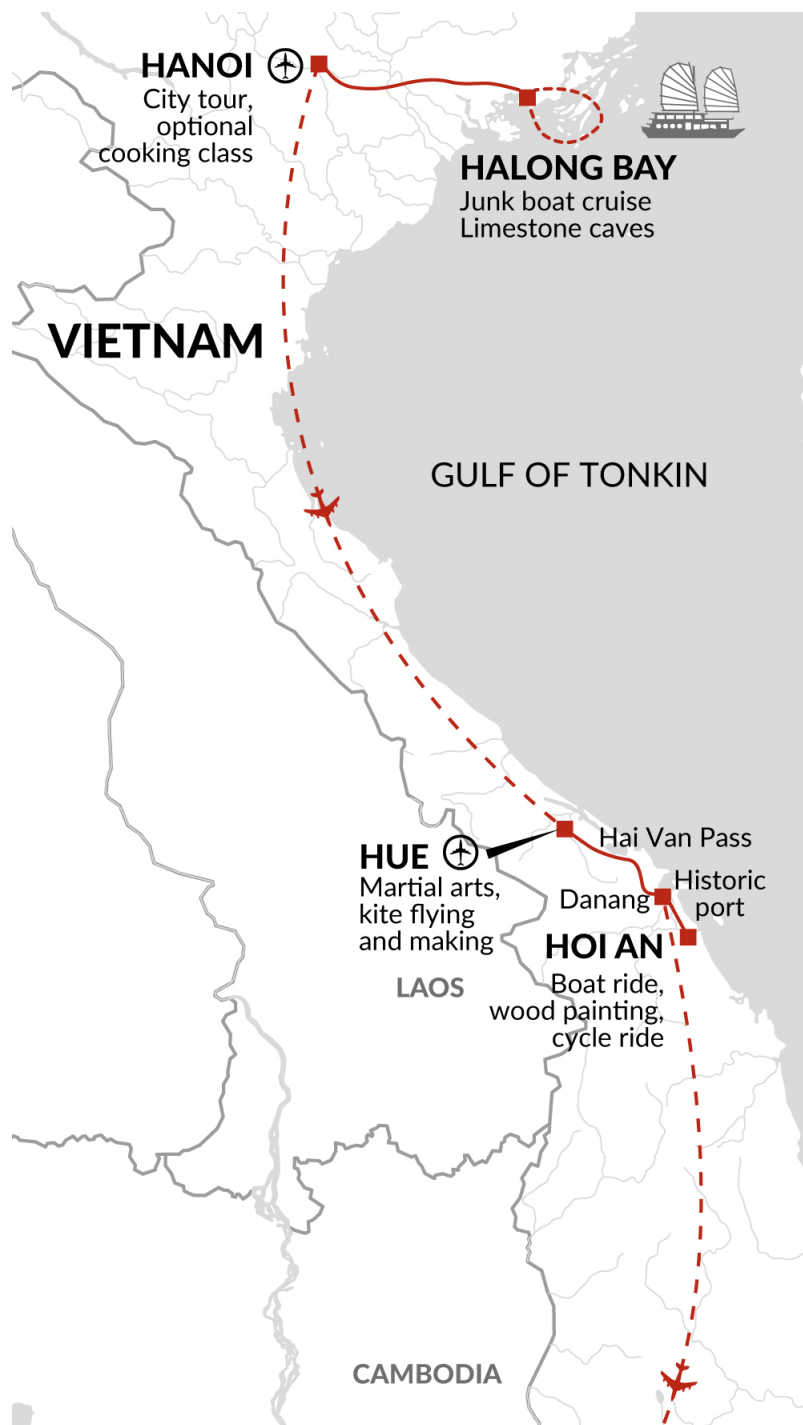 HANOI
City tour,
optional
cooking class
HALONG BAY
Junk boat cruise
Limestone caves
VIETNAM
GULF OF TONKIN
Hai Van Pass
HUE
Martial arts,
kite flying
and making
Danang
Historic
port
HOI AN
Boat ride,
wood painting,
cycle ride
LAOS
CAMBODIA